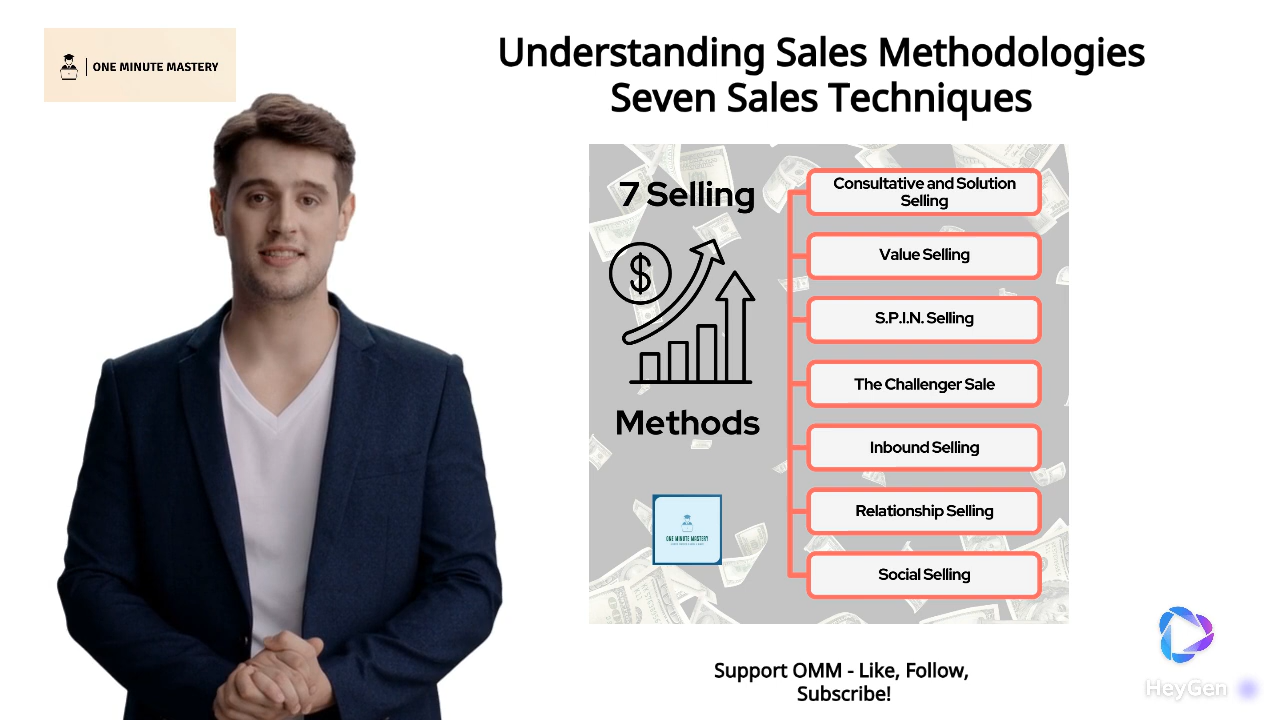 ONE MINUTE MASTERY
Understanding Sales Methodologies
Seven Sales Techniques
7 Selling
Methods
Consultative and Solution
Selling
Value Selling
S.P.I.N. Selling
The Challenger Sale
Inbound Selling
Relationship Selling
Social Selling
ONE MINUTE MASTERY
Support OMM - Like, Follow,
Subscribe!
HeyGen